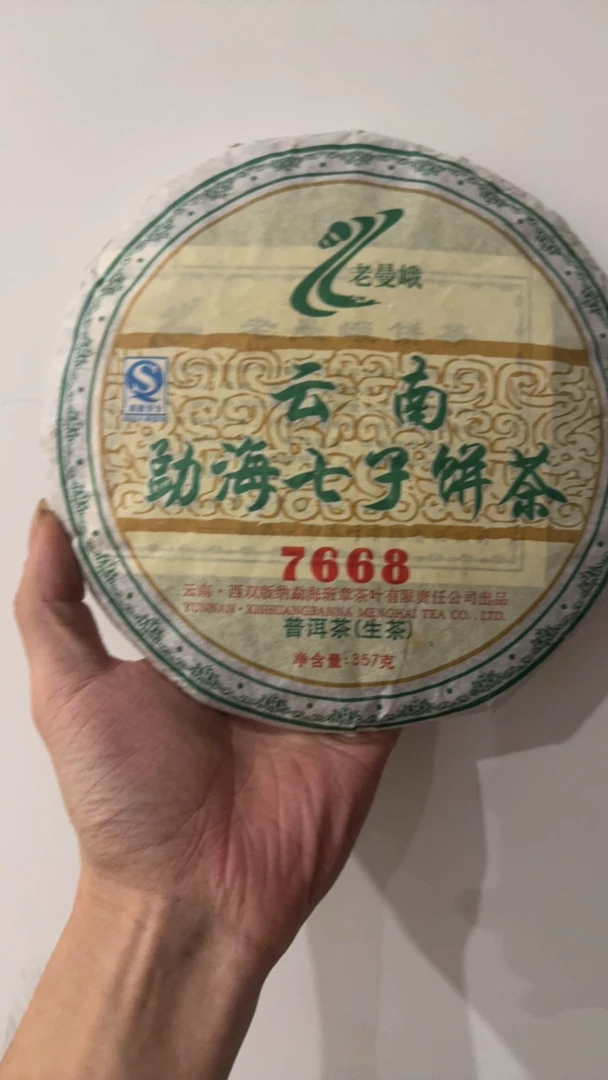 老曼峨
云南
勐海七子饼茶
7668
云南·西双版纳勐海班章茶叶有限责任公司出品
YUNNAN·XISHUANGBANNA MENGHAI TEA CO., LTD.
普洱茶(生茶)
净含量:357克